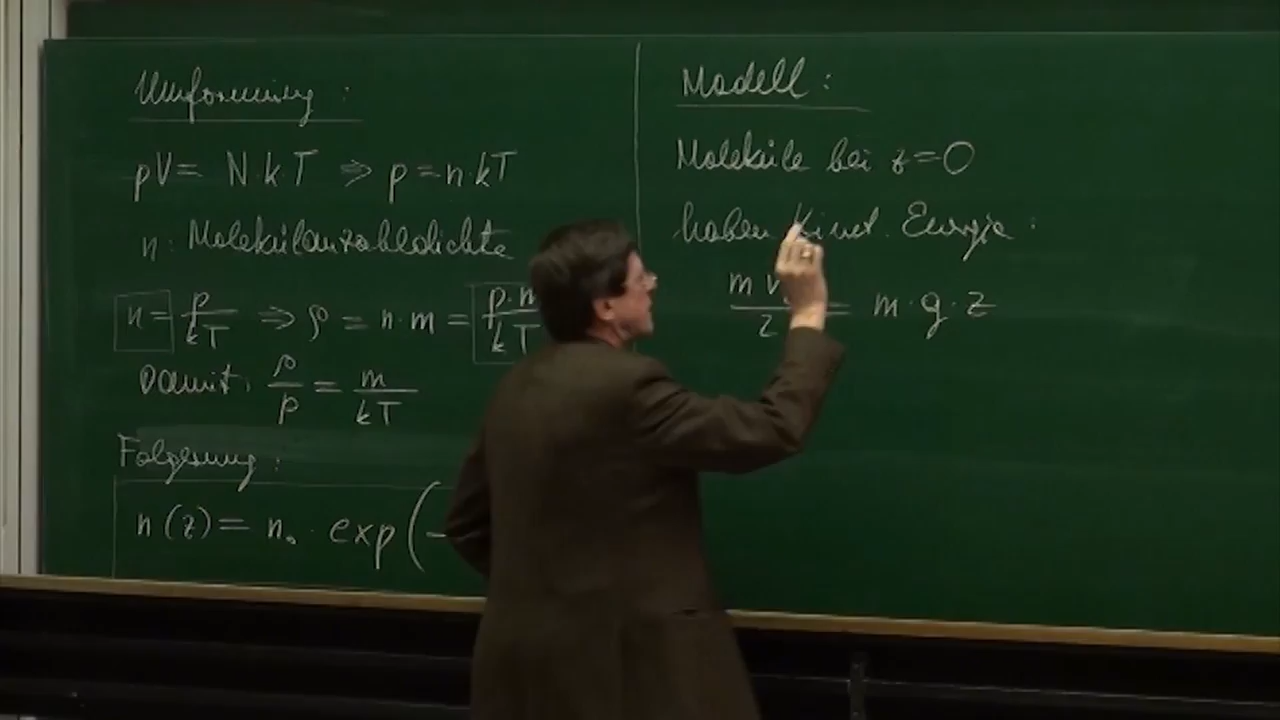 Umformung:
pV = N·k·T ⇒ p = n·kT
n: Molekülanzahldichte
n = p/kT ⇒ ρ = n·m = p·m/kT
Damit: ρ/p = m/kT
Folgerung:
n(z) = n₀ · exp(−
Modell:
Moleküle bei z=0
haben kinet. Energie:
m v /2 = m·g·z